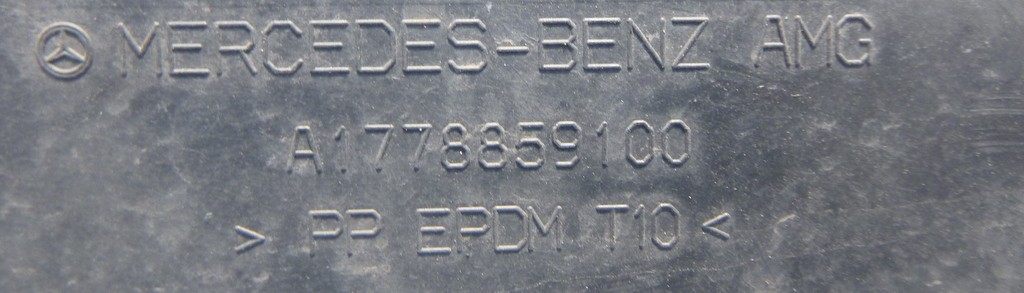 MERCEDES-BENZ AMG
A1778859100
> PP EPDM T10 <